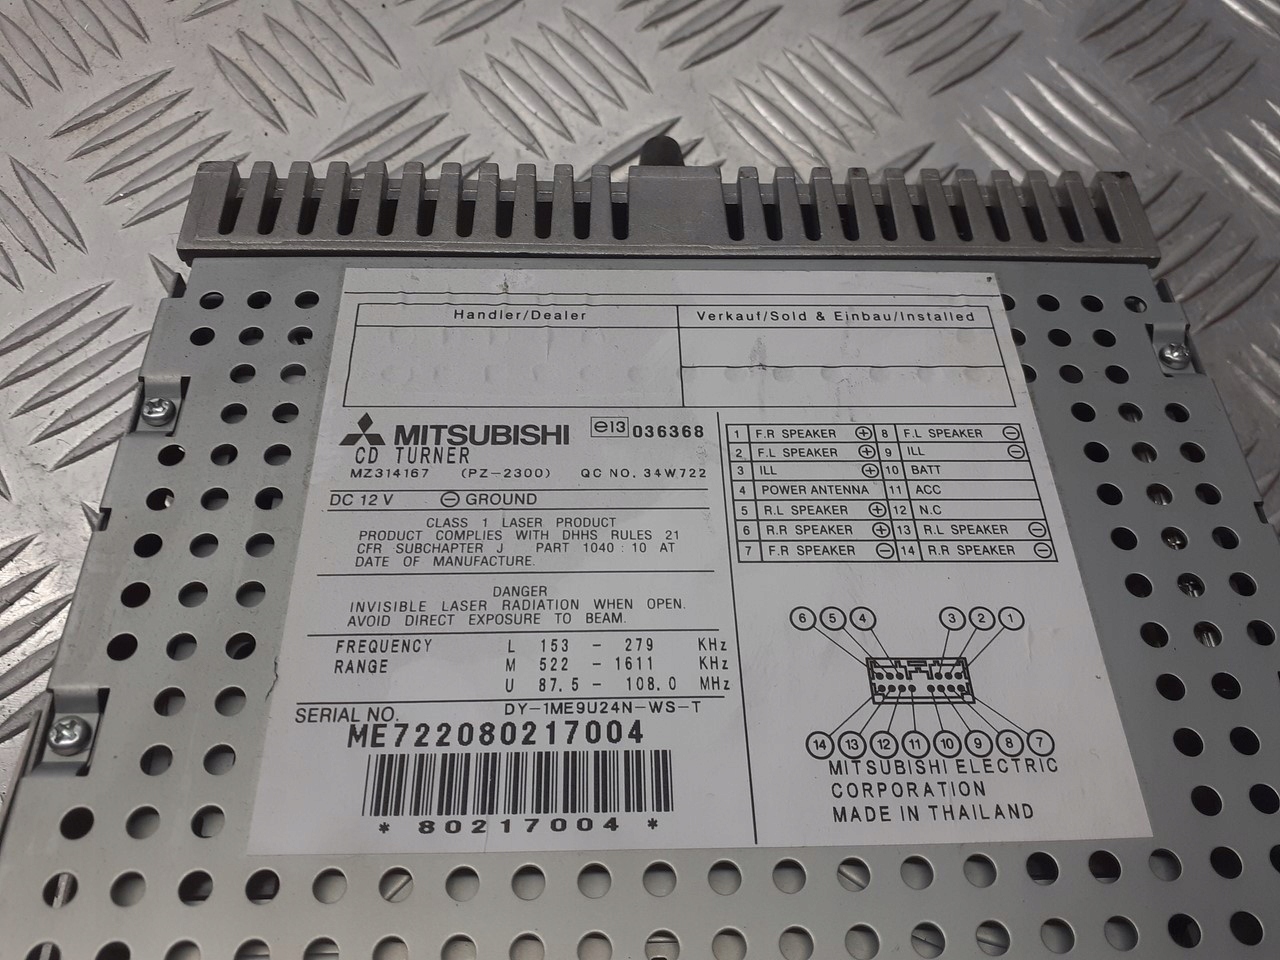 Handler/Dealer
Verkauf/Sold & Einbau/Installed
MITSUBISHI e13 036368
CD TURNER
MZ314167 (PZ-2300) QC NO. 34W722
DC 12 V ⊖ GROUND
CLASS 1 LASER PRODUCT
PRODUCT COMPLIES WITH DHHS RULES 21
CFR SUBCHAPTER J PART 1040:10 AT
DATE OF MANUFACTURE.
DANGER
INVISIBLE LASER RADIATION WHEN OPEN.
AVOID DIRECT EXPOSURE TO BEAM.
FREQUENCY L 153 - 279 KHz
RANGE M 522 - 1611 KHz
U 87.5 - 108.0 MHz
DY-1ME9U24N-WS-T
SERIAL NO.
ME722080217004
* 80217004 *
1 F.R SPEAKER ⊕ 8 F.L SPEAKER ⊖
2 F.L SPEAKER ⊕ 9 ILL ⊖
3 ILL ⊕ 10 BATT
4 POWER ANTENNA 11 ACC
5 R.L SPEAKER ⊕ 12 N.C
6 R.R SPEAKER ⊕ 13 R.L SPEAKER ⊖
7 F.R SPEAKER ⊖ 14 R.R SPEAKER ⊖
6 5 4 3 2 1
14 13 12 11 10 9 8 7
MITSUBISHI ELECTRIC
CORPORATION
MADE IN THAILAND